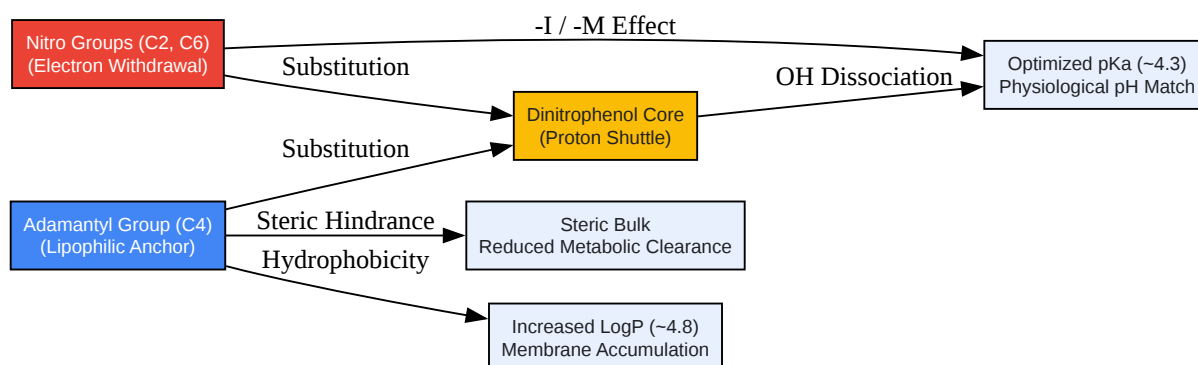 -I / -M Effect
Nitro Groups (C2, C6)
(Electron Withdrawal)
Substitution
Optimized pKa (~4.3)
Physiological pH Match
OH Dissociation
Dinitrophenol Core
(Proton Shuttle)
Substitution
Adamantyl Group (C4)
(Lipophilic Anchor)
Steric Hindrance
Steric Bulk
Reduced Metabolic Clearance
Hydrophobicity
Increased LogP (~4.8)
Membrane Accumulation